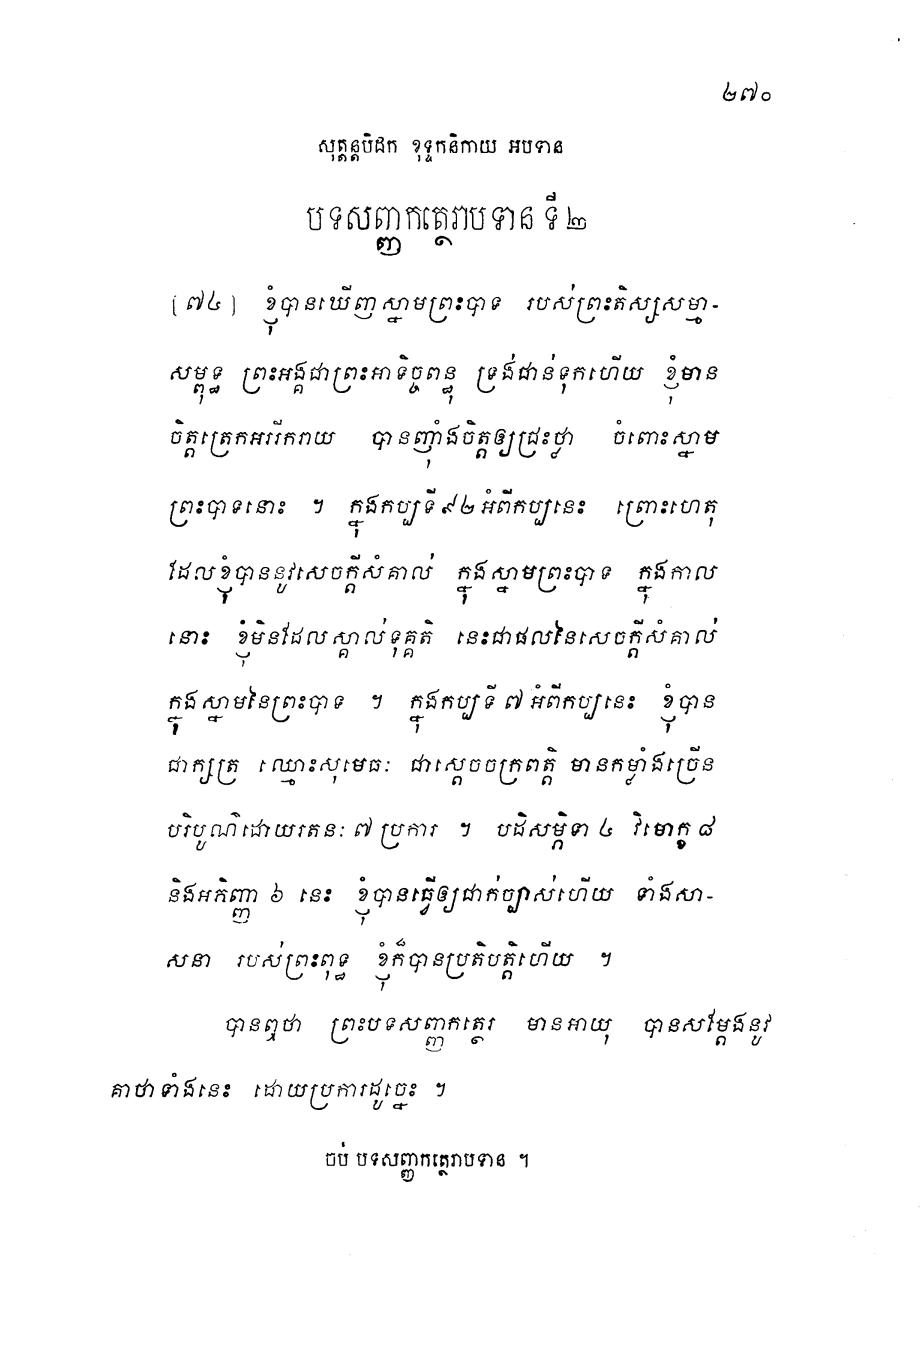 ២៧០
សុត្តន្តបិដក ខុទ្ទកនិកាយ អបទាន
បទសញ្ញកត្ថេរាបទាន ទី២
[៧៤] ខ្ញុំបានឃើញស្នាមព្រះបាទ របស់ព្រះតិស្សសម្មា-
សម្ពុទ្ធ ព្រះអង្គជាព្រះអាទិច្ចពន្ធុ ទ្រង់ជាន់ទុកហើយ ខ្ញុំមាន
ចិត្តត្រេកអររីករាយ បានញ៉ាំងចិត្តឲ្យជ្រះថ្លា ចំពោះស្នាម
ព្រះបាទនោះ ។ ក្នុងកប្បទី៩២អំពីកប្បនេះ ព្រោះហេតុ
ដែលខ្ញុំបាននូវសេចក្តីសំគាល់ ក្នុងស្នាមព្រះបាទ ក្នុងកាល
នោះ ខ្ញុំមិនដែលស្គាល់ទុគ្គតិ នេះជាផលនៃសេចក្តីសំគាល់
ក្នុងស្នាមនៃព្រះបាទ ។ ក្នុងកប្បទី ៧ អំពីកប្បនេះ ខ្ញុំបាន
ជាក្សត្រ ឈ្មោះសុមេធៈ ជាស្តេចចក្រពត្តិ មានកម្លាំងច្រើន
បរិបូណ៌ដោយរតនៈ ៧ ប្រការ ។ បដិសម្ភិទា ៤ វិមោក្ខ ៨
និងអភិញ្ញា ៦ នេះ ខ្ញុំបានធ្វើឲ្យជាក់ច្បាស់ហើយ ទាំងសា-
សនា របស់ព្រះពុទ្ធ ខ្ញុំក៏បានប្រតិបត្តិហើយ ។
បានឮថា ព្រះបទសញ្ញកត្ថេរ មានអាយុ បានសម្តែងនូវ
គាថាទាំងនេះ ដោយប្រការដូច្នេះ ។
ចប់ បទសញ្ញកត្ថេរាបទាន ។